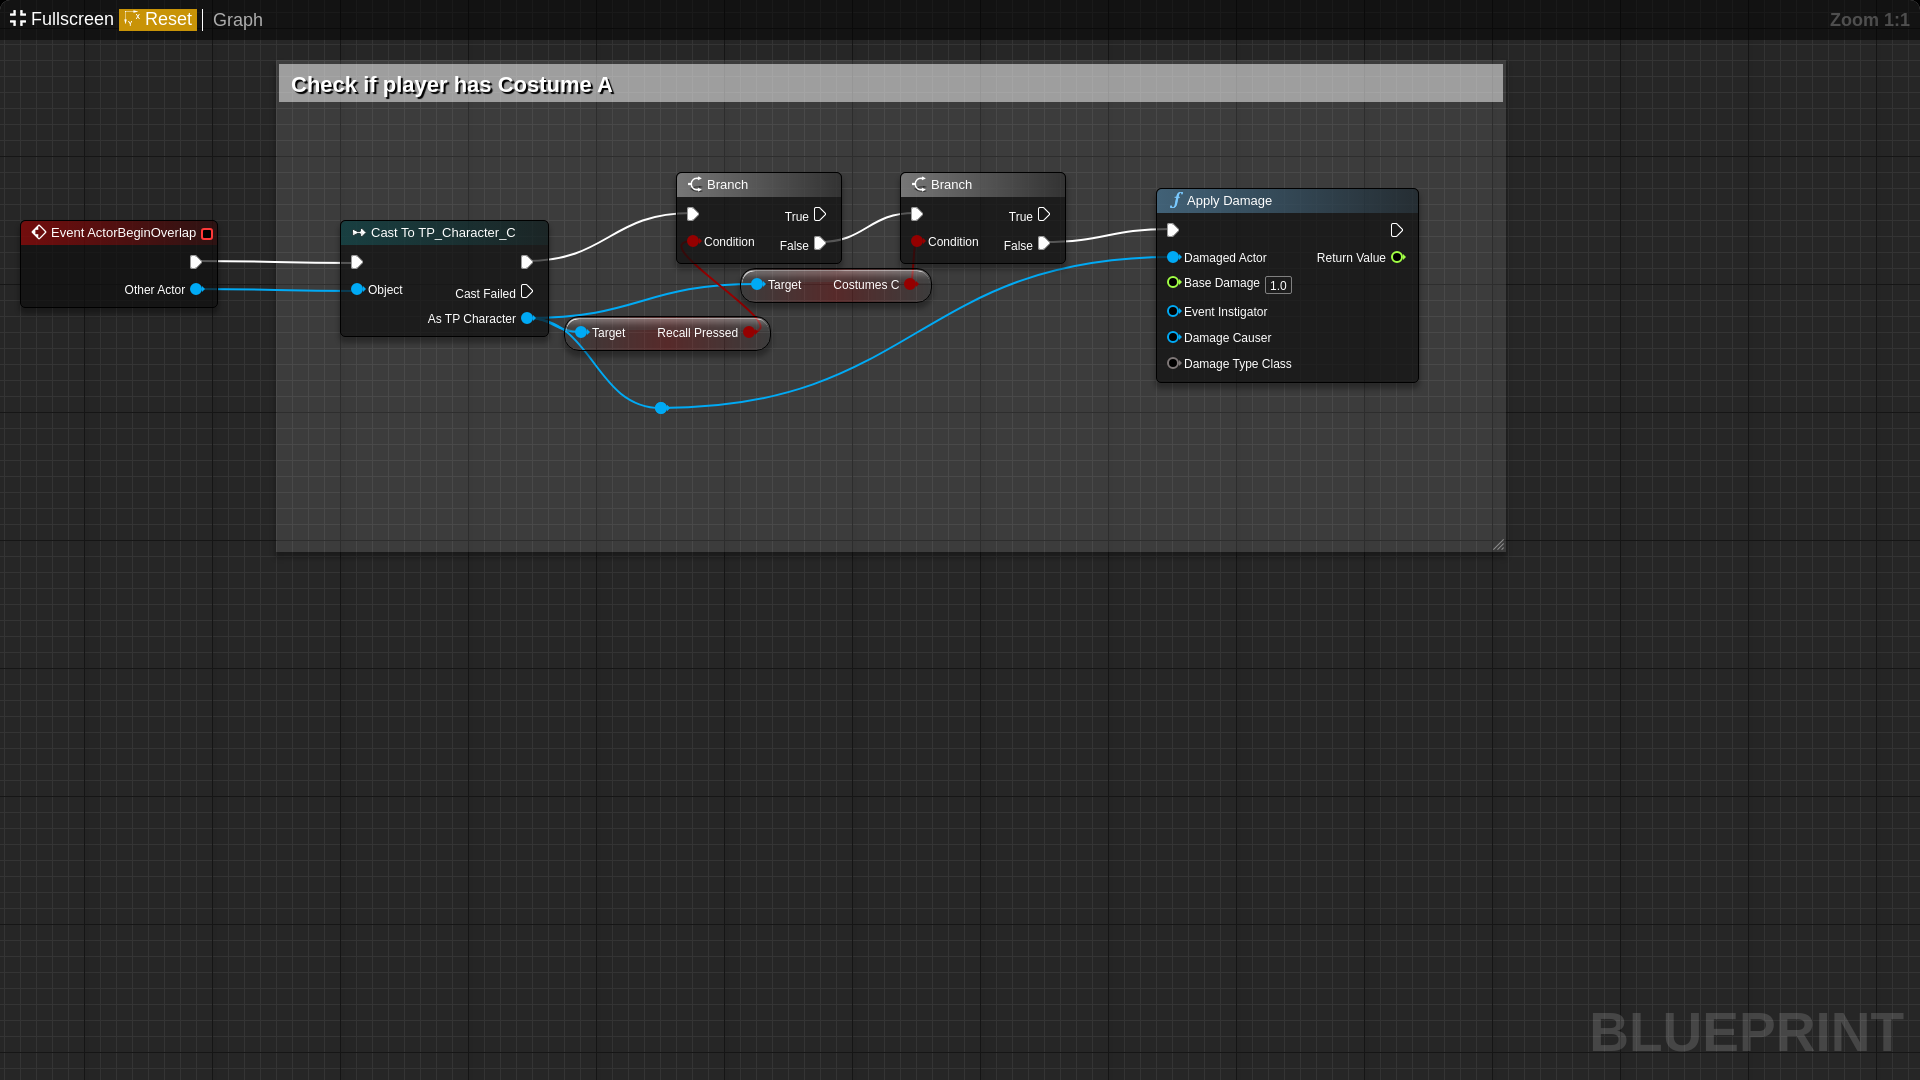 Fullscreen Reset Graph
Zoom 1:1
Check if player has Costume A
Event ActorBeginOverlap
Other Actor
Cast To TP_Character_C
Object
Cast Failed
As TP Character
Branch
True
Condition
False
Branch
True
Condition
False
Target Costumes C
Target Recall Pressed
Apply Damage
Damaged Actor Return Value
Base Damage 1.0
Event Instigator
Damage Causer
Damage Type Class
BLUEPRINT